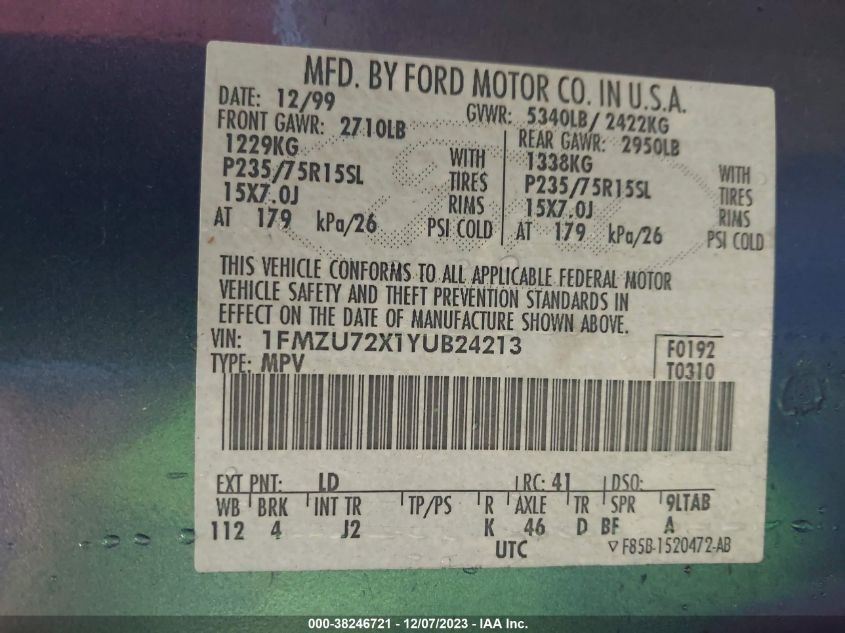 MFD. BY FORD MOTOR CO. IN U.S.A.
DATE: 12/99 GVWR: 5340LB/ 2422KG
FRONT GAWR: 2710LB REAR GAWR: 2950LB
1229KG WITH 1338KG WITH
P235/75R15SL TIRES P235/75R15SL TIRES
15X7.0J RIMS 15X7.0J RIMS
AT 179 kPa/26 PSI COLD AT 179 kPa/26 PSI COLD
THIS VEHICLE CONFORMS TO ALL APPLICABLE FEDERAL MOTOR
VEHICLE SAFETY AND THEFT PREVENTION STANDARDS IN
EFFECT ON THE DATE OF MANUFACTURE SHOWN ABOVE.
VIN: 1FMZU72X1YUB24213 F0192
TYPE: MPV T0310
EXT PNT: LD RC: 41 DSO:
WB BRK INT TR TP/PS R AXLE TR SPR 9LTAB
112 4 J2 K 46 D BF A
UTC ▽ F85B-1520472-AB
000-38246721 - 12/07/2023 - IAA Inc.